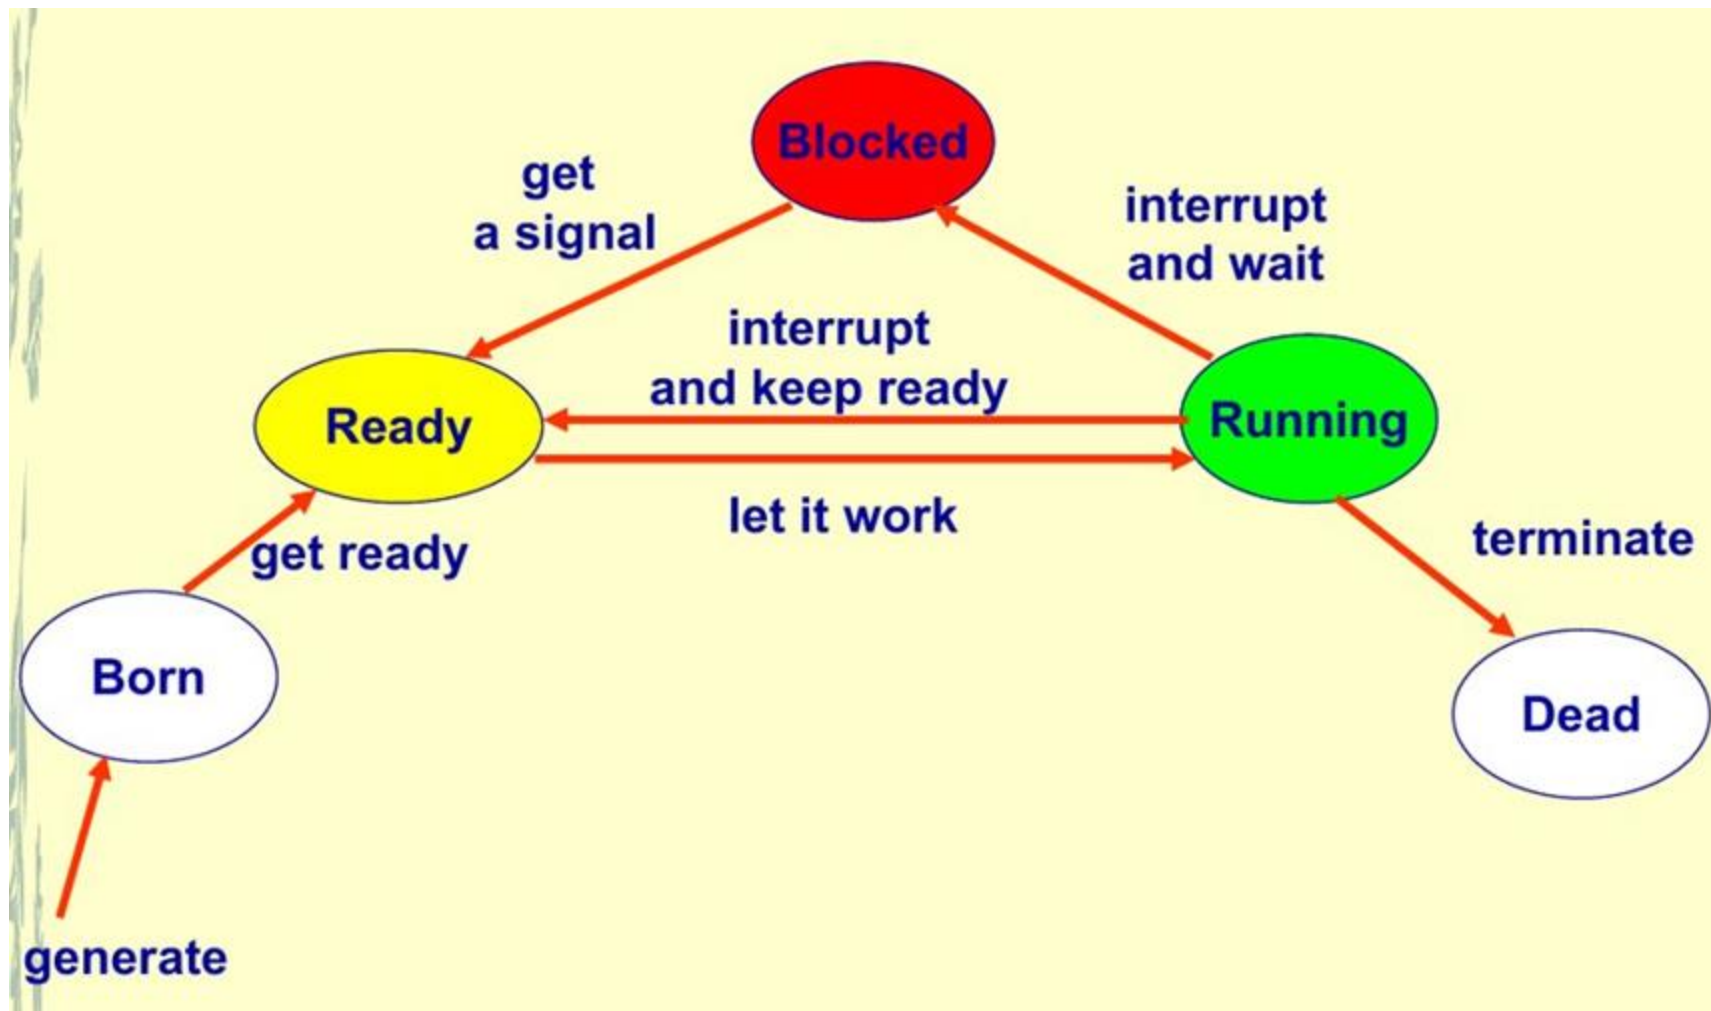 Blocked
get
a signal
interrupt
and wait
interrupt
and keep ready
Ready
Running
let it work
get ready
terminate
Born
Dead
generate